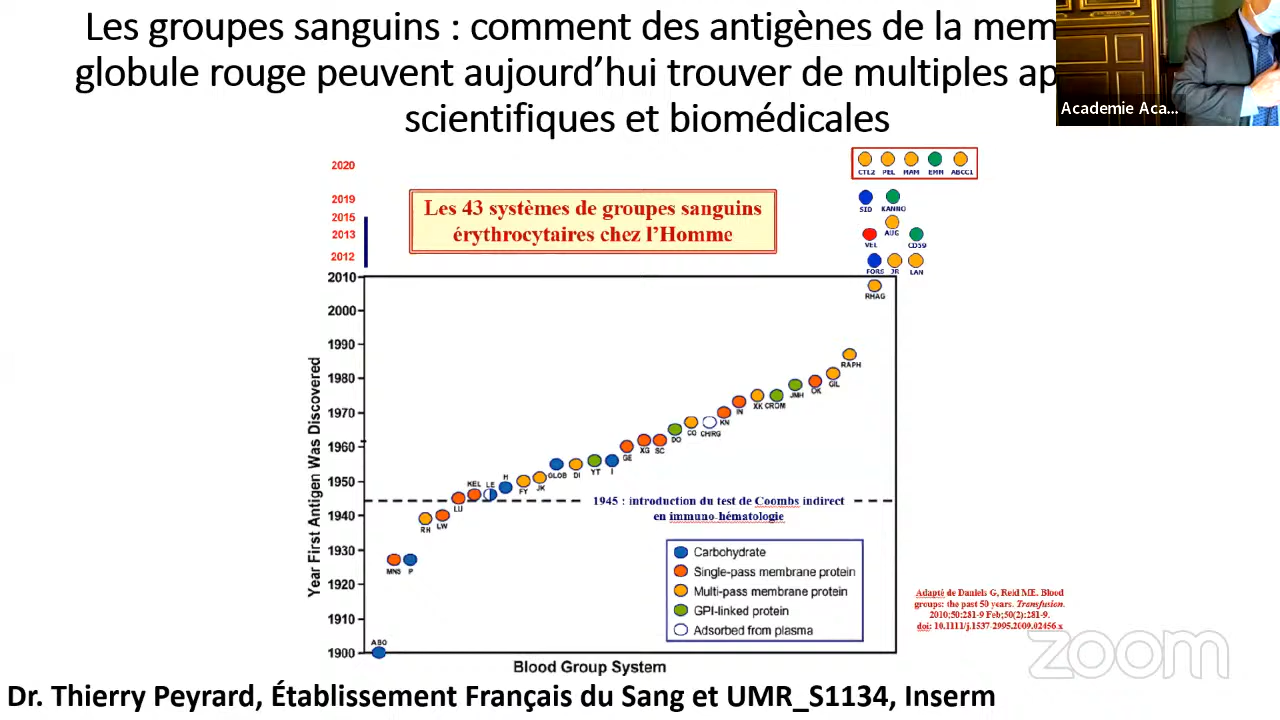 Les groupes sanguins : comment des antigènes de la mem
globule rouge peuvent aujourd’hui trouver de multiples ap
scientifiques et biomédicales
Academie Aca...
2020
CTL2 PEL MAM EMM ABCC1
2019
SID KANNO
2015
AUG
2013
VEL CD59
2012
FORS JR LAN
Les 43 systèmes de groupes sanguins
érythrocytaires chez l’Homme
2010
RHAG
2000
1990
RAPH
1980
GIL
OK
JMH
XK CROM
1970
IN
KN
CO CH/RG
DO
1960
XG SC
GE
GLOB DI YT I
1950
H
FY JK
KEL LE
LU
1945 : introduction du test de Coombs indirect
en immuno-hématologie
1940
RH LW
1930
MNS P
1920
1910
1900
ABO
Year First Antigen Was Discovered
Blood Group System
Carbohydrate
Single-pass membrane protein
Multi-pass membrane protein
GPI-linked protein
Adsorbed from plasma
Adapté de Daniels G, Reid ME. Blood
groups: the past 50 years. Transfusion.
2010;50:281-9 Feb;50(2):281-9.
doi: 10.1111/j.1537-2995.2009.02456.x
zoom
Dr. Thierry Peyrard, Établissement Français du Sang et UMR_S1134, Inserm